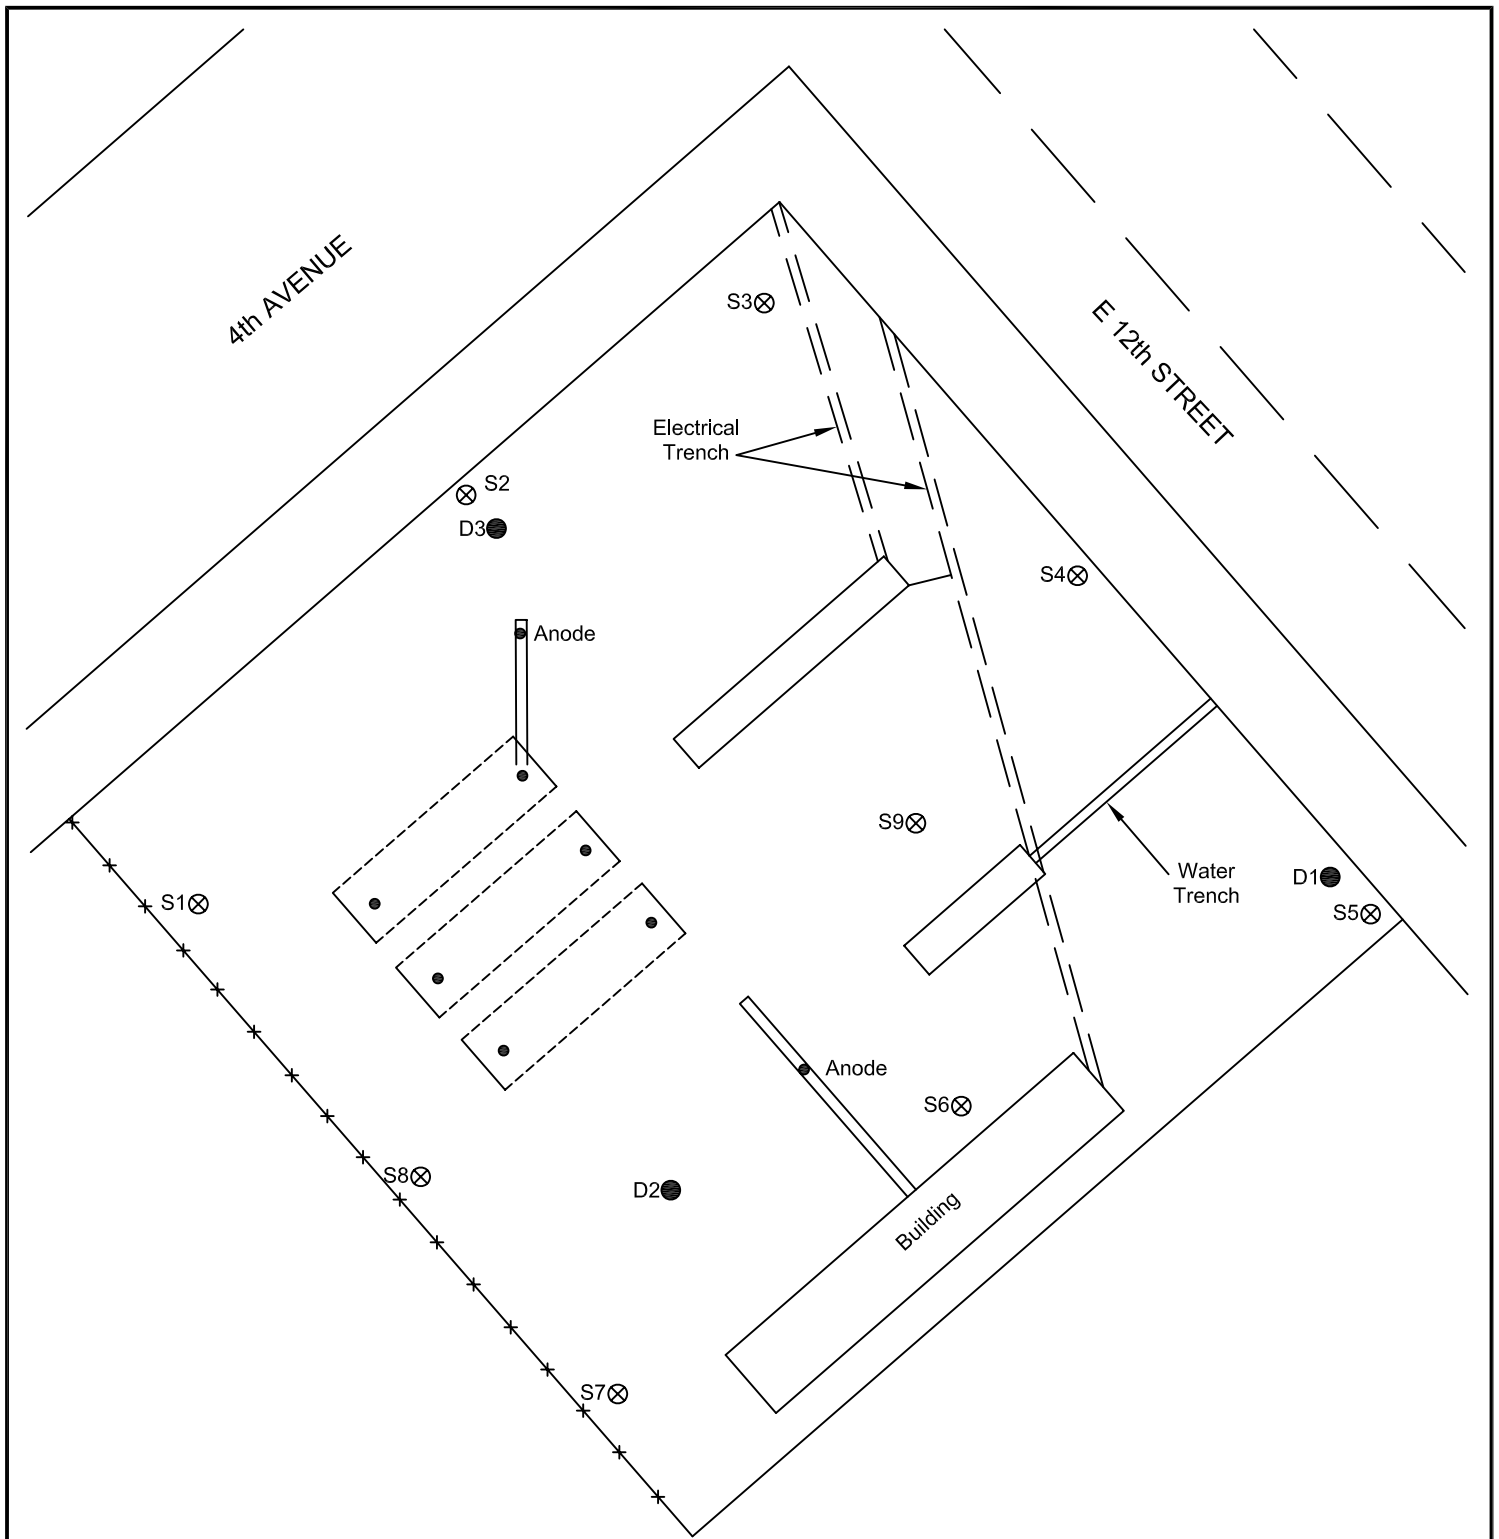 4th AVENUE
E 12th STREET
S3
Electrical
Trench
S2
D3
S4
Anode
S9
Water
Trench
D1
S5
S1
Anode
S6
S8
D2
Building
S7